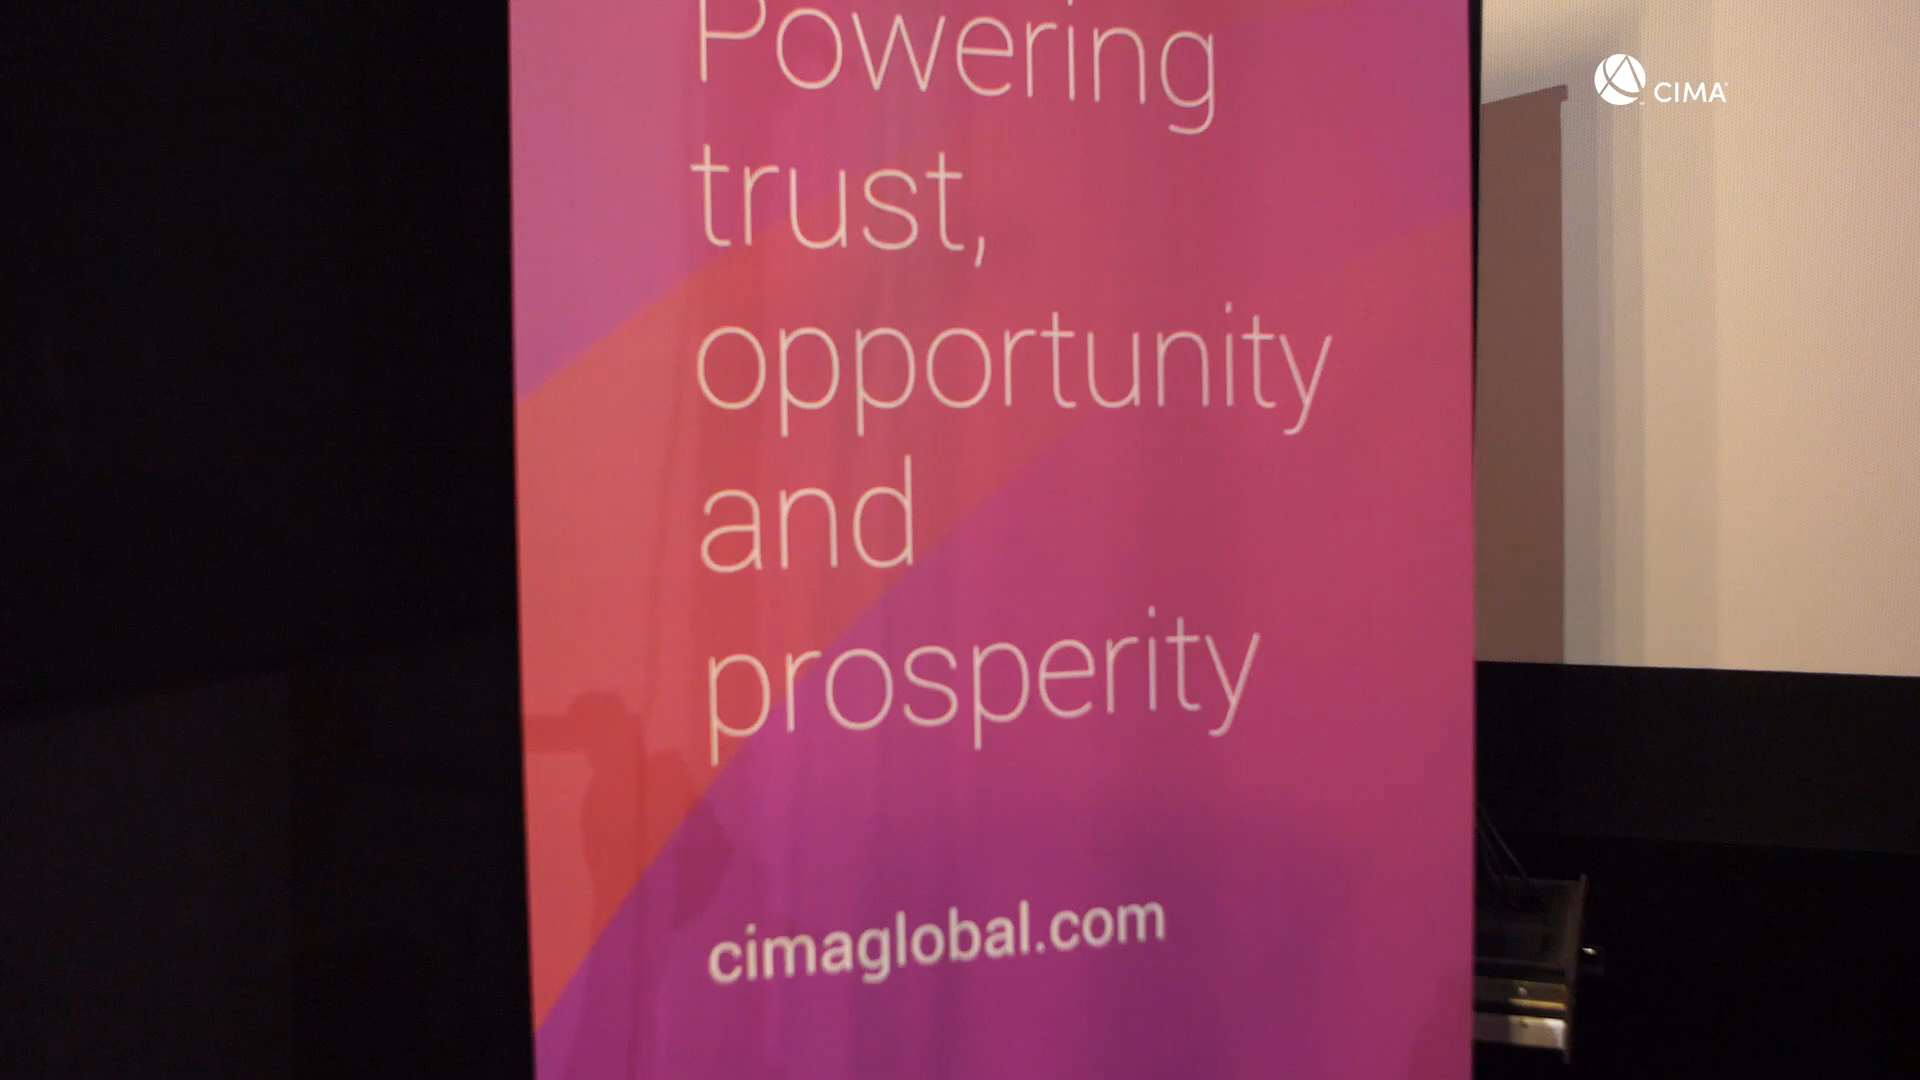 Powering
trust,
opportunity
and
prosperity
cimaglobal.com
CIMA